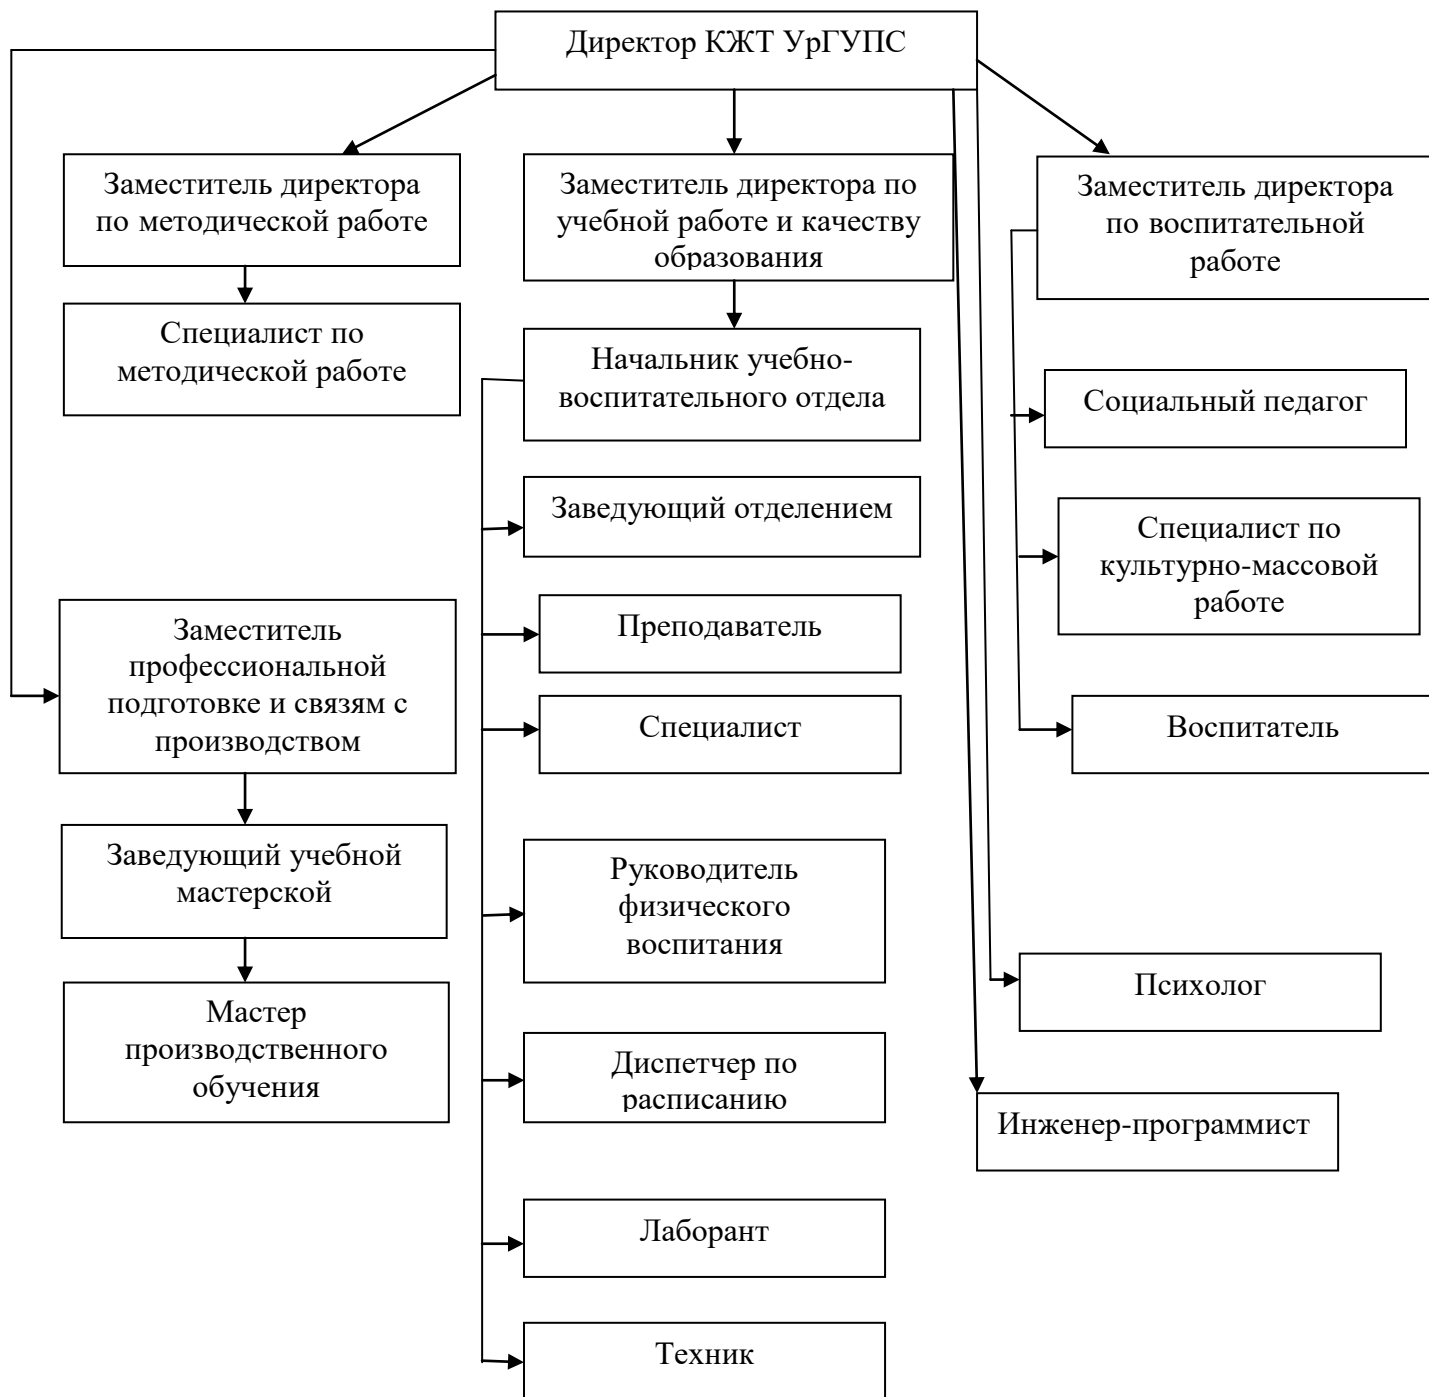 Директор КЖТ УрГУПС
Заместитель директора
по методической работе
Специалист по
методической работе
Заместитель
профессиональной
подготовке и связям с
производством
Заведующий учебной
мастерской
Мастер
производственного
обучения
Заместитель директора по
учебной работе и качеству
образования
Начальник учебно-
воспитательного отдела
Заведующий отделением
Преподаватель
Специалист
Руководитель
физического
воспитания
Диспетчер по
расписанию
Лаборант
Техник
Заместитель директора
по воспитательной
работе
Социальный педагог
Специалист по
культурно-массовой
работе
Воспитатель
Психолог
Инженер-программист